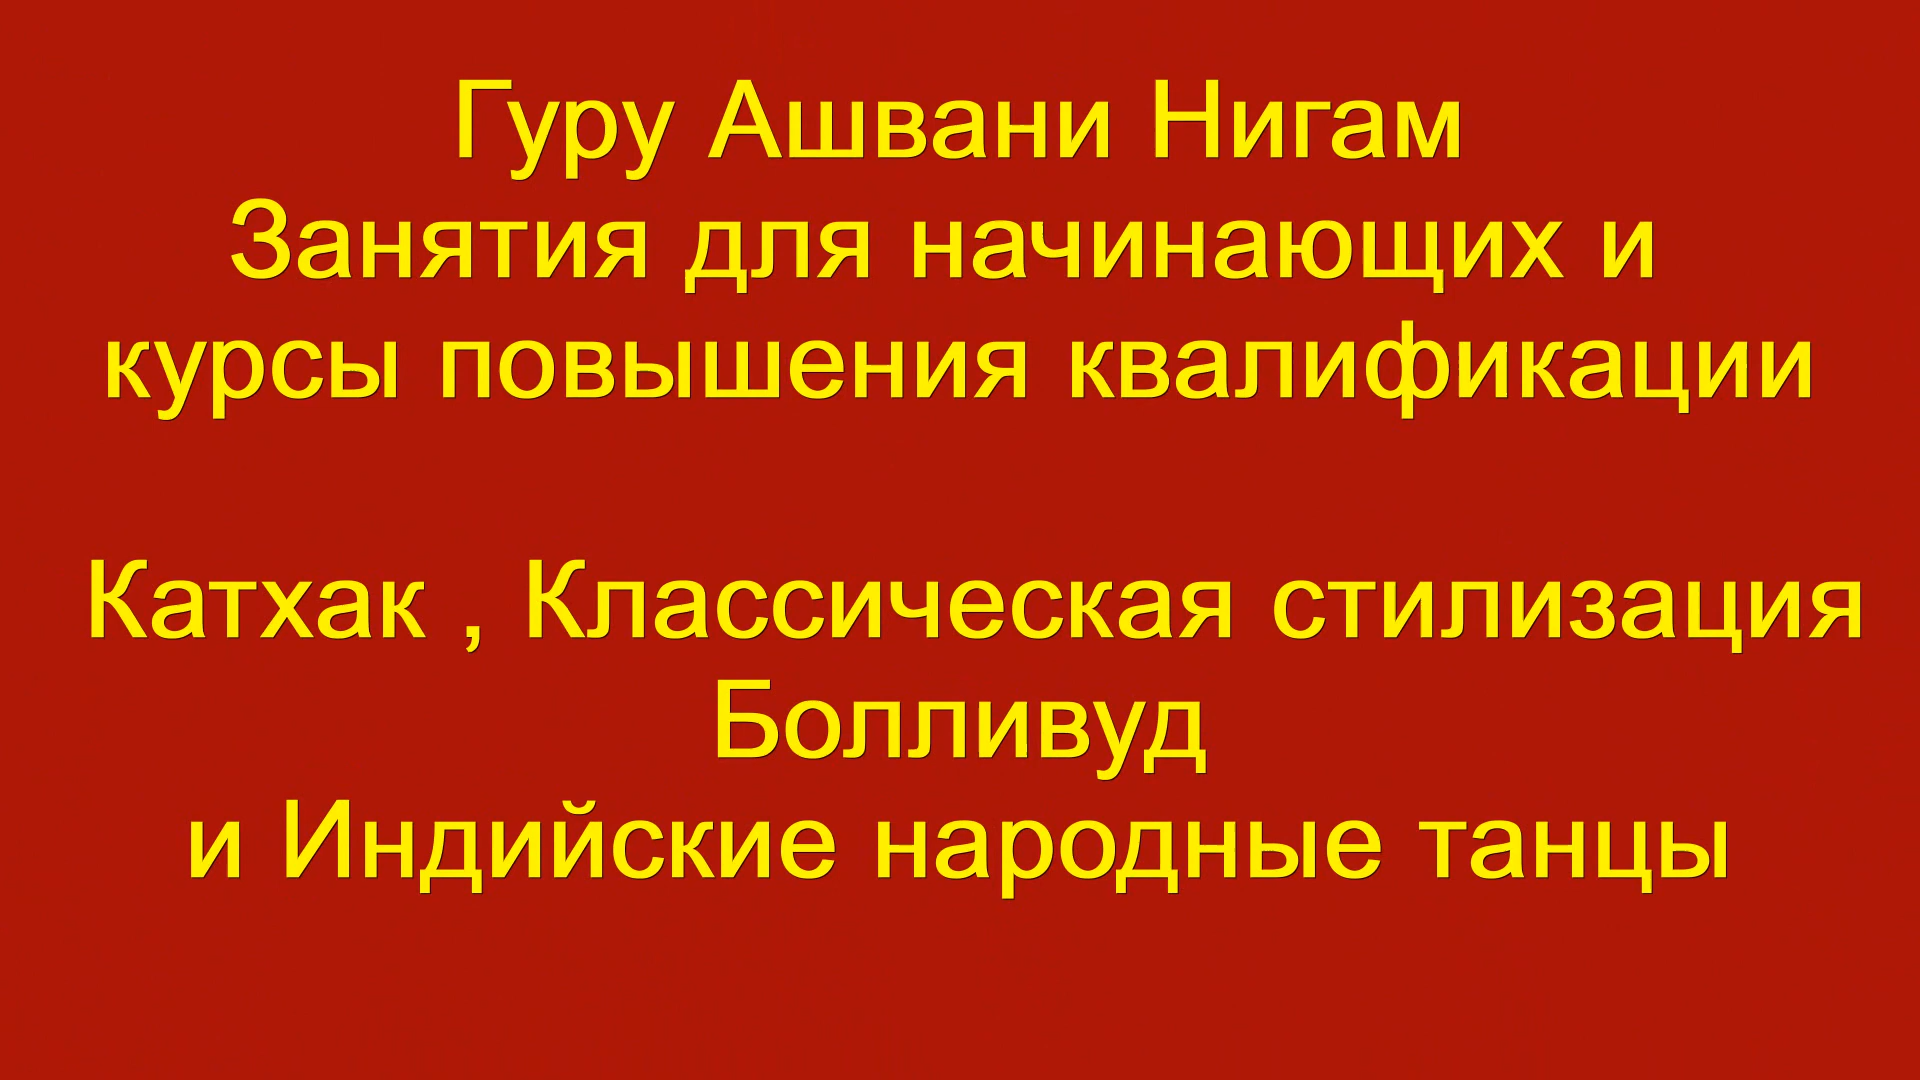 Гуру Ашвани Нигам
Занятия для начинающих и
курсы повышения квалификации
Катхак , Классическая стилизация
Болливуд
и Индийские народные танцы